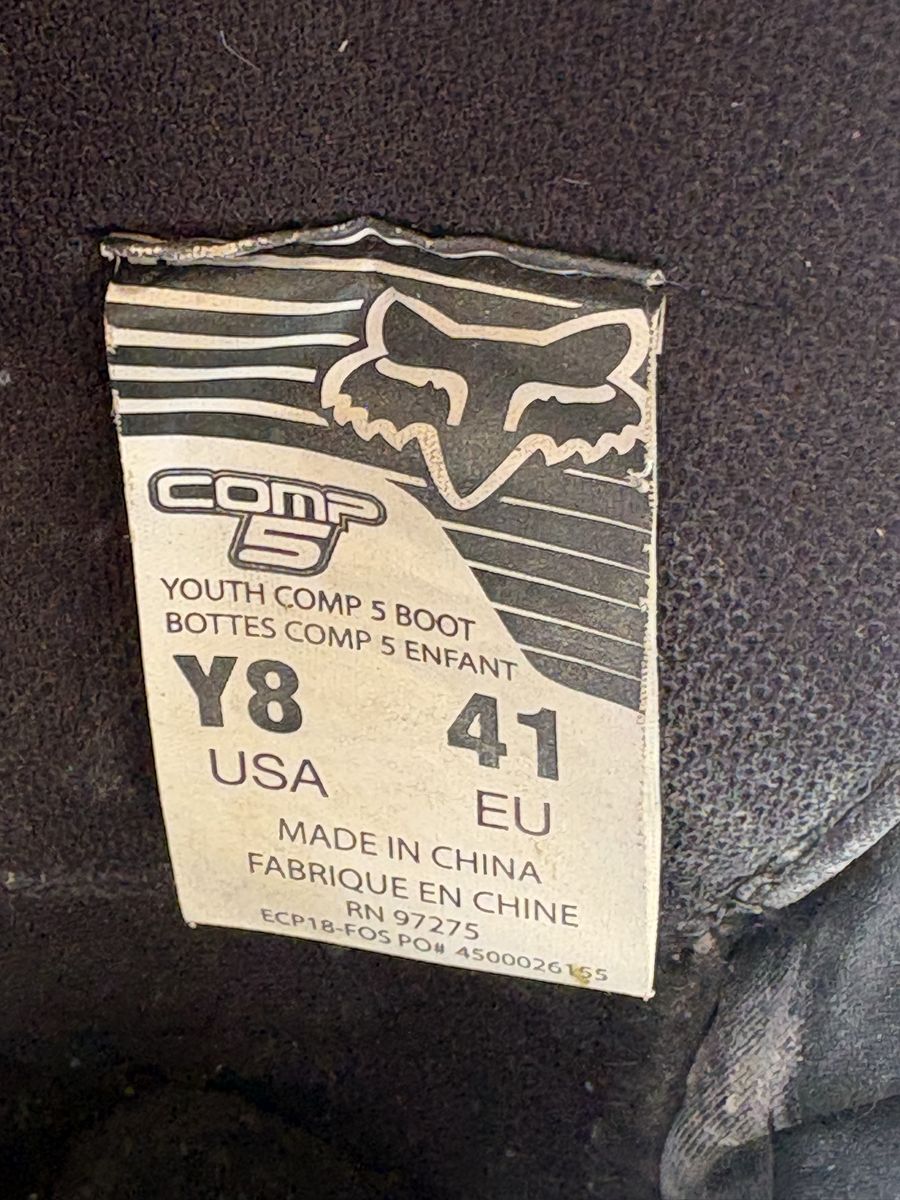 COMP
5
YOUTH COMP 5 BOOT
BOTTES COMP 5 ENFANT
Y8 41
USA EU
MADE IN CHINA
FABRIQUE EN CHINE
RN 97275
ECP18-FOS PO# 4500026155